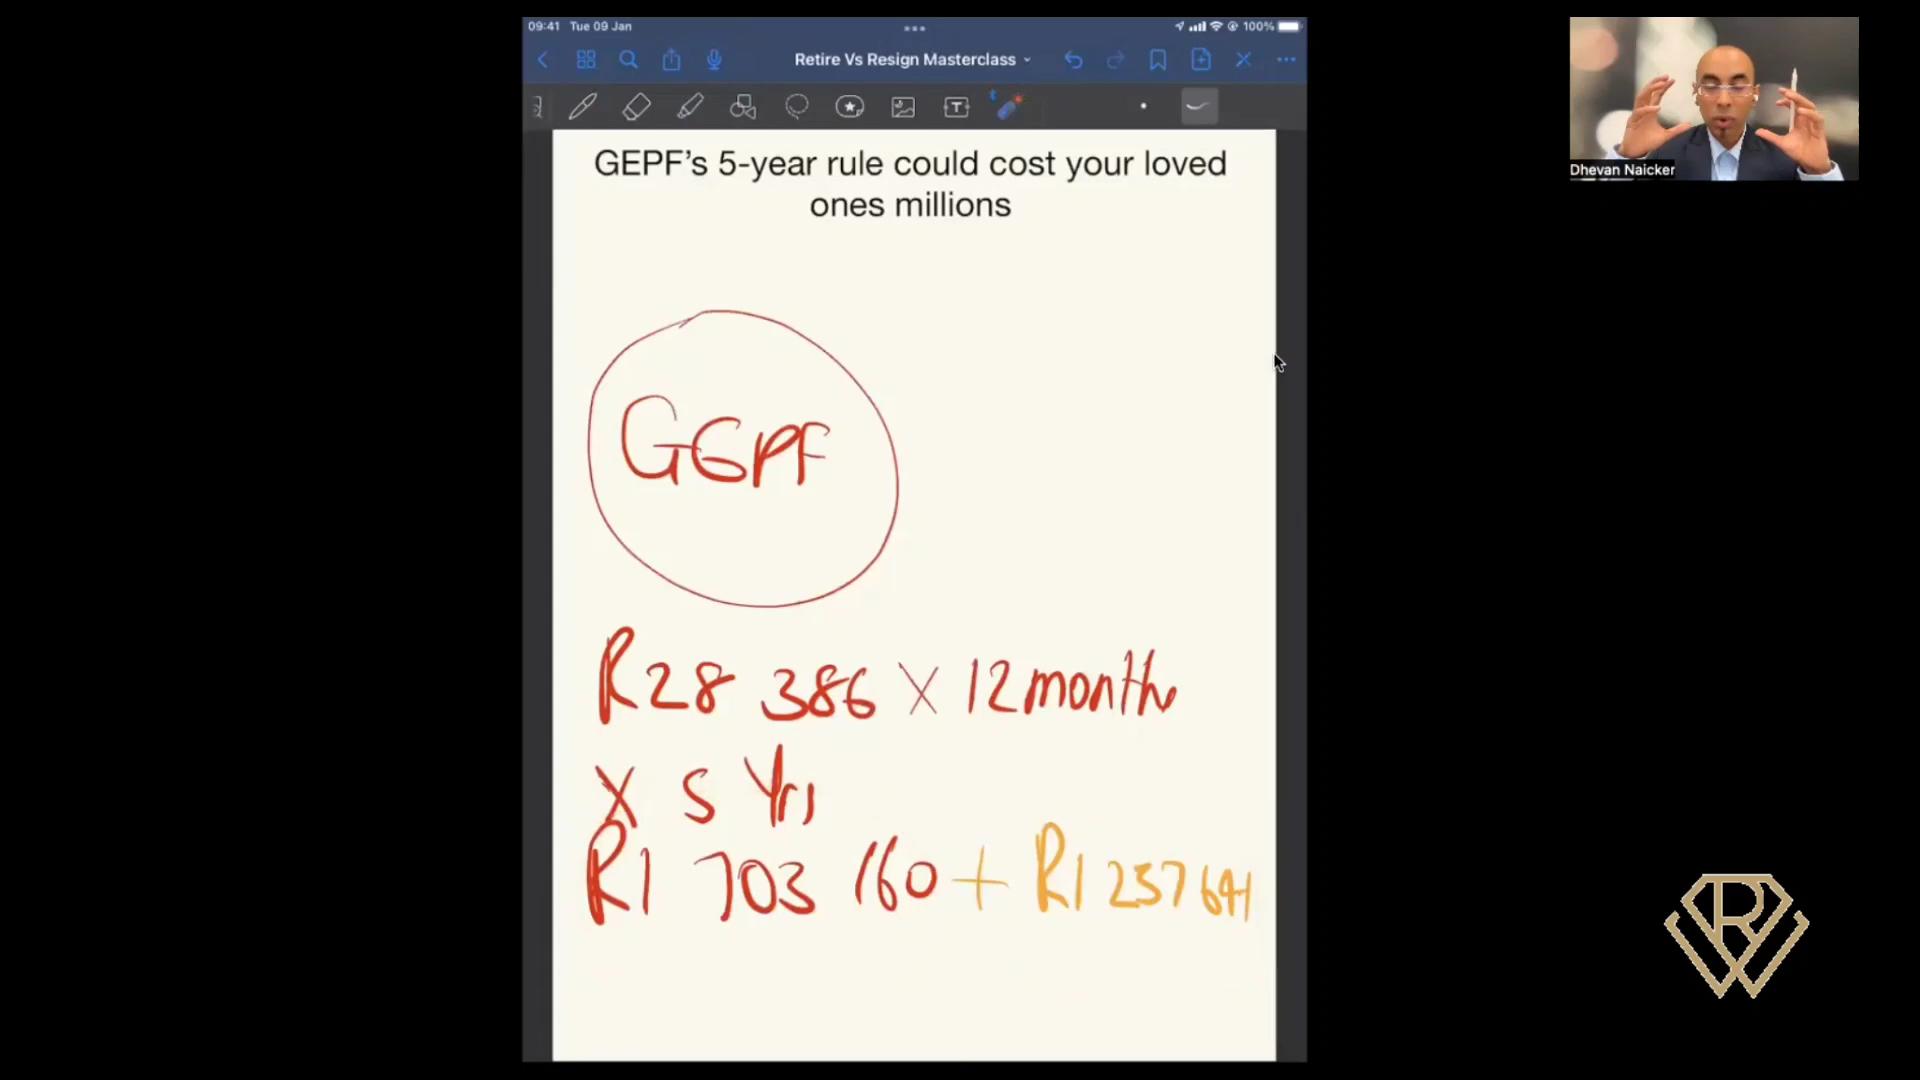 09:41 Tue 09 Jan
100%
Retire Vs Resign Masterclass
T
Dhevan Naicker
GEPF’s 5-year rule could cost your loved
ones millions
GEPF
R28 386 X 12 months
X 5 Yrs
R1 703 160 + R1 257 641